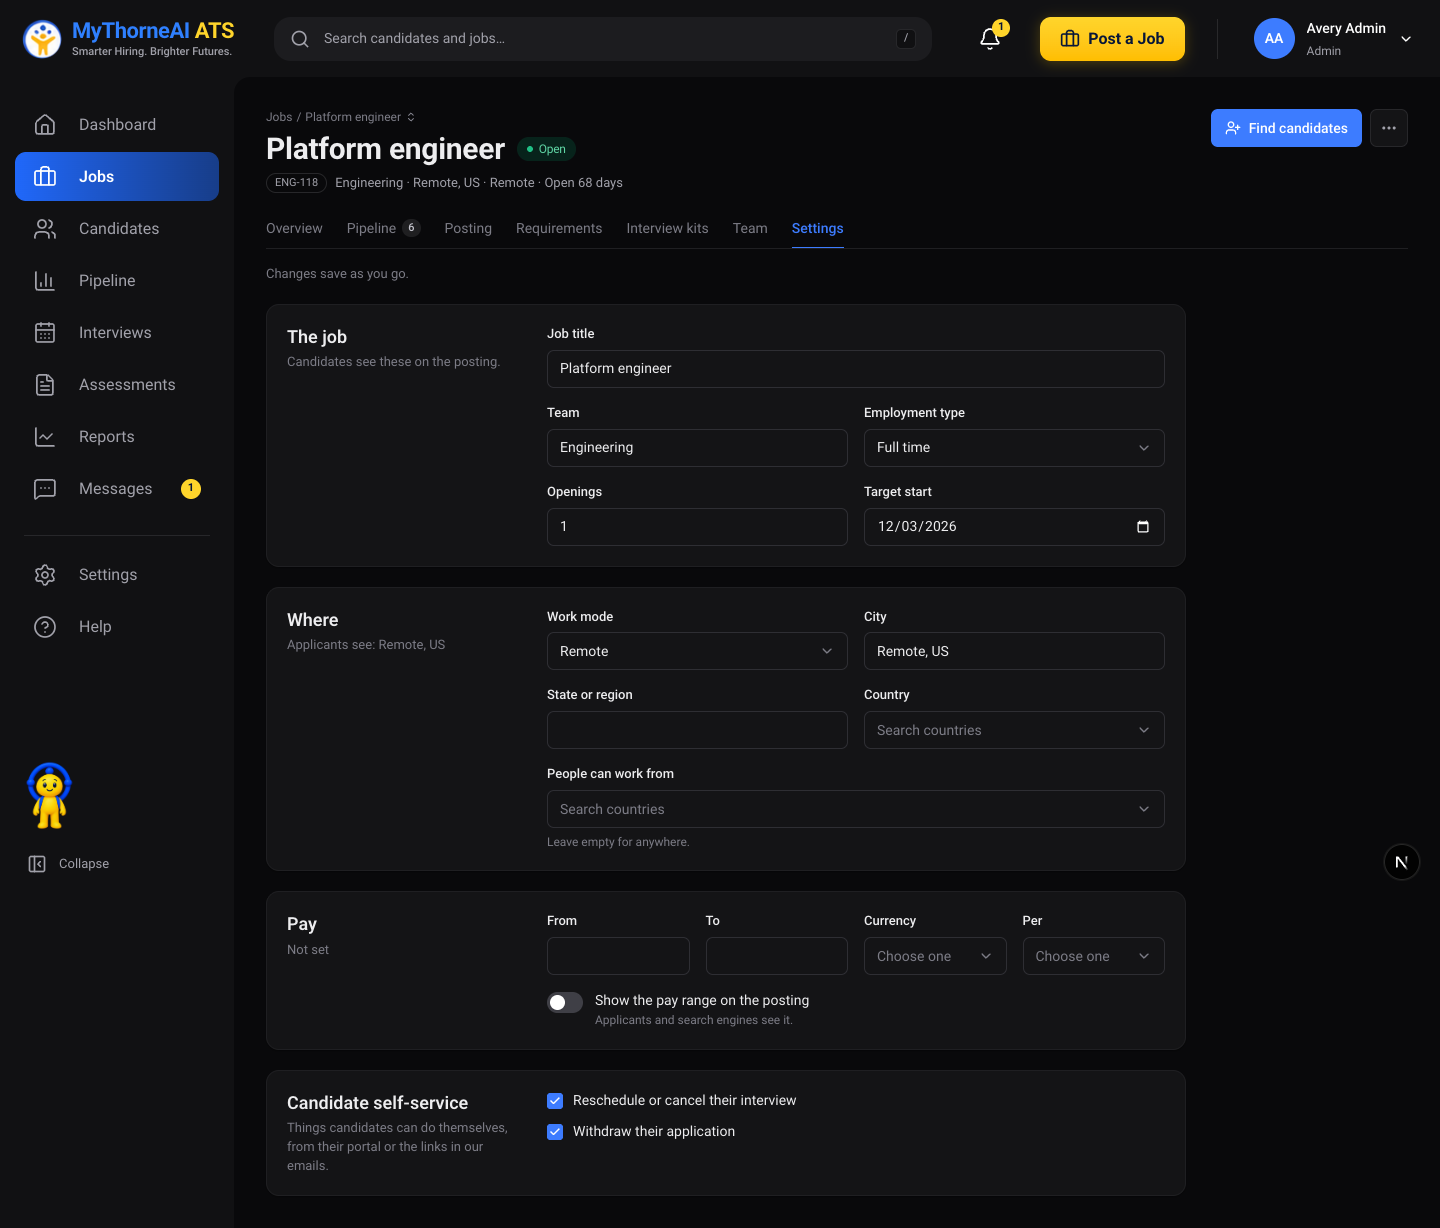 MyThorneAI ATS
Smarter Hiring. Brighter Futures.
Search candidates and jobs...
/
1
Post a Job
AA
Avery Admin
Admin
Dashboard
Jobs
Candidates
Pipeline
Interviews
Assessments
Reports
Messages
1
Settings
Help
Collapse
Jobs / Platform engineer
Platform engineer
Open
Find candidates
ENG-118
Engineering · Remote, US · Remote · Open 68 days
Overview
Pipeline 6
Posting
Requirements
Interview kits
Team
Settings
Changes save as you go.
The job
Candidates see these on the posting.
Job title
Platform engineer
Team
Employment type
Engineering
Full time
Openings
Target start
1
12/03/2026
Where
Applicants see: Remote, US
Work mode
City
Remote
Remote, US
State or region
Country
Search countries
People can work from
Search countries
Leave empty for anywhere.
Pay
Not set
From
To
Currency
Per
Choose one
Choose one
Show the pay range on the posting
Applicants and search engines see it.
Candidate self-service
Things candidates can do themselves,
from their portal or the links in our
emails.
Reschedule or cancel their interview
Withdraw their application
N